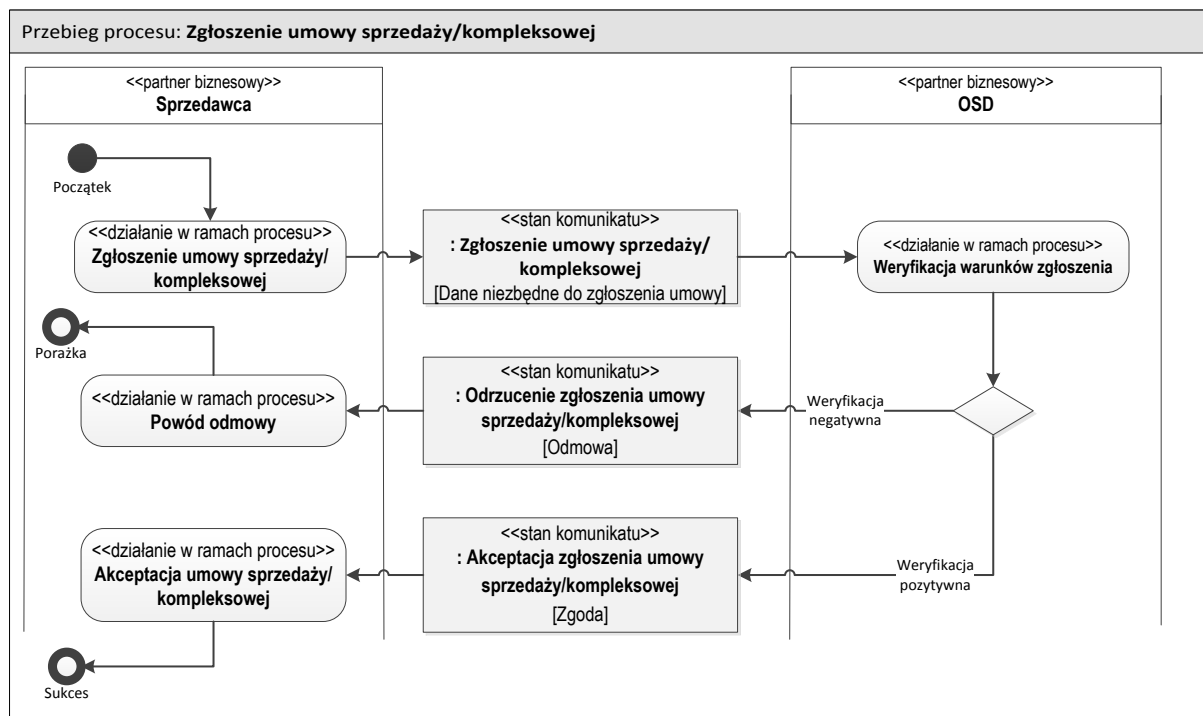 Przebieg procesu: Zgłoszenie umowy sprzedaży/kompleksowej
<<partner biznesowy>>
Sprzedawca
<<partner biznesowy>>
OSD
Początek
<<działanie w ramach procesu>>
Zgłoszenie umowy sprzedaży/
kompleksowej
<<stan komunikatu>>
: Zgłoszenie umowy sprzedaży/
kompleksowej
[Dane niezbędne do zgłoszenia umowy]
<<działanie w ramach procesu>>
Weryfikacja warunków zgłoszenia
Porażka
<<działanie w ramach procesu>>
Powód odmowy
<<stan komunikatu>>
: Odrzucenie zgłoszenia umowy
sprzedaży/kompleksowej
[Odmowa]
Weryfikacja
negatywna
<<działanie w ramach procesu>>
Akceptacja umowy sprzedaży/
kompleksowej
<<stan komunikatu>>
: Akceptacja zgłoszenia umowy
sprzedaży/kompleksowej
[Zgoda]
Weryfikacja
pozytywna
Sukces